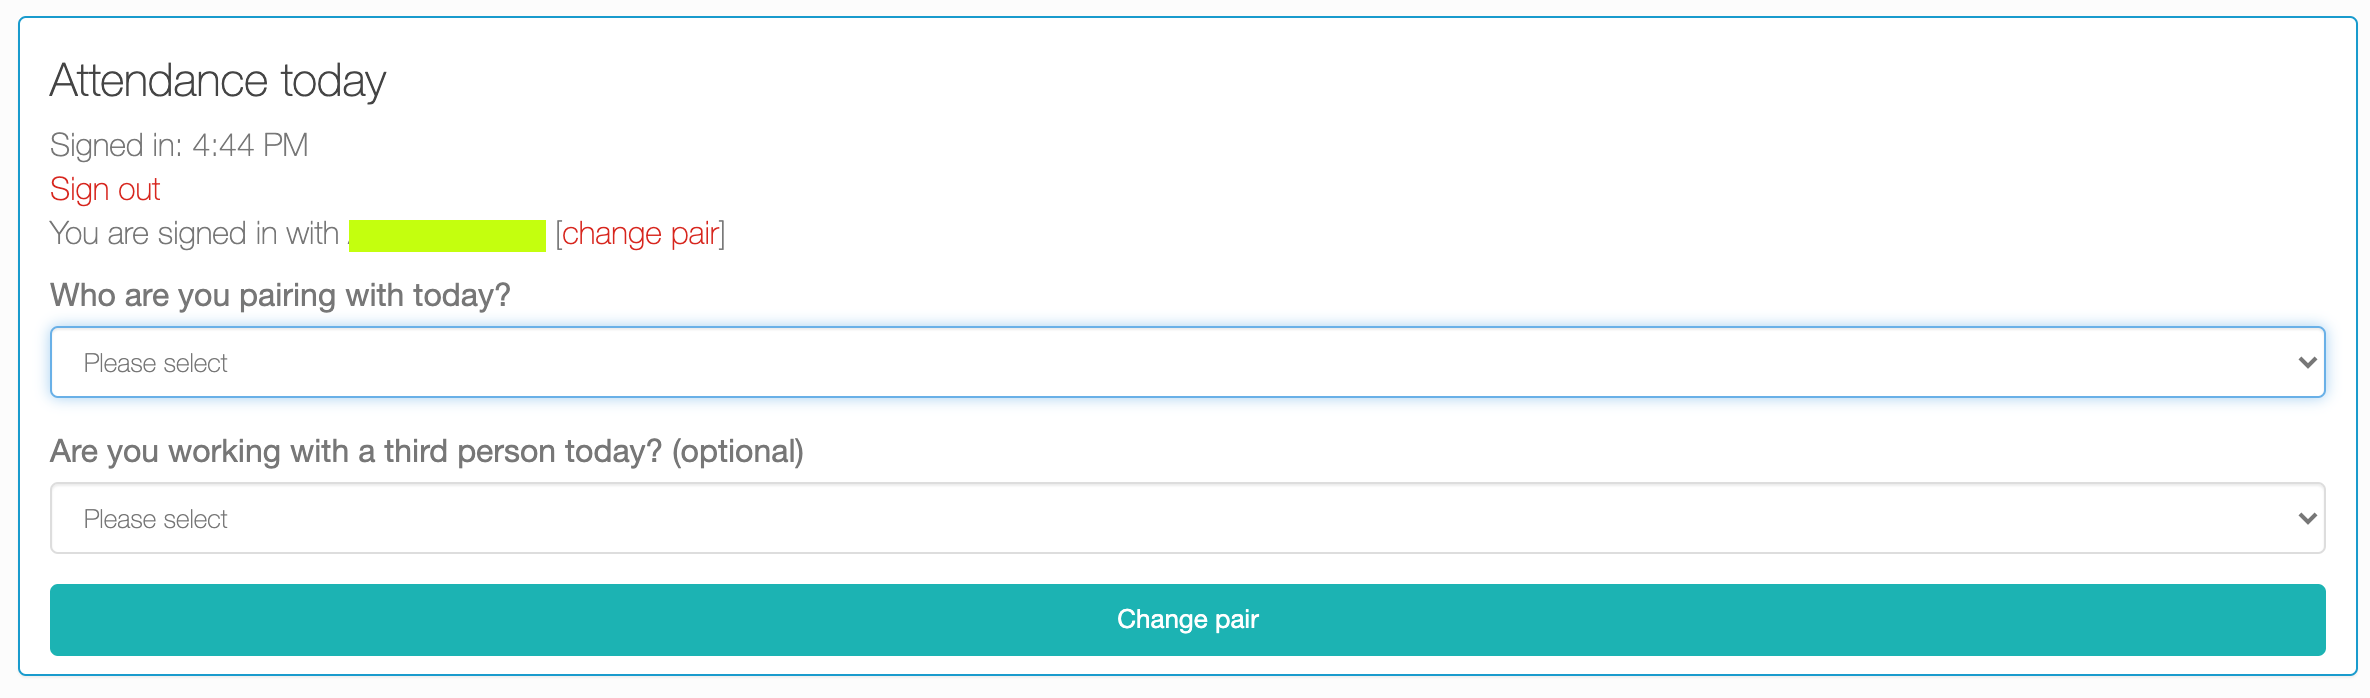 Attendance today
Signed in: 4:44 PM
Sign out
You are signed in with [change pair]
Who are you pairing with today?
Please select
Are you working with a third person today? (optional)
Please select
Change pair